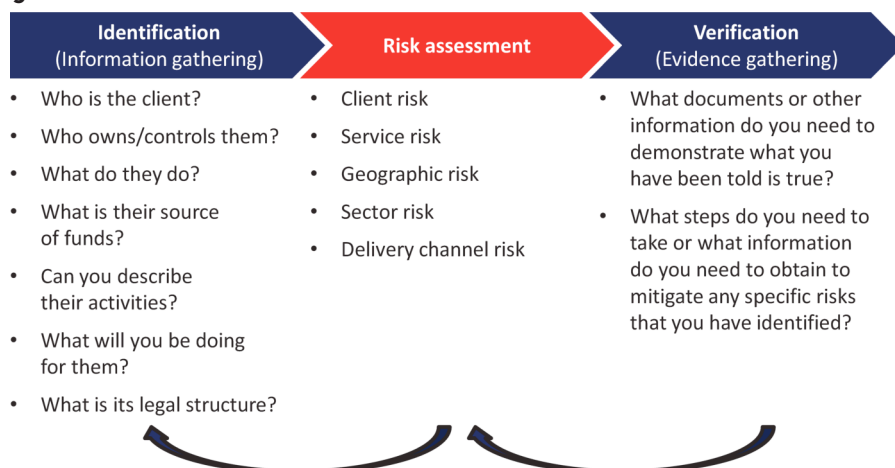 Identification
(Information gathering)
Risk assessment
Verification
(Evidence gathering)
• Who is the client?
• Who owns/controls them?
• What do they do?
• What is their source
of funds?
• Can you describe
their activities?
• What will you be doing
for them?
• What is its legal structure?
• Client risk
• Service risk
• Geographic risk
• Sector risk
• Delivery channel risk
• What documents or other
information do you need to
demonstrate what you
have been told is true?
• What steps do you need to
take or what information
do you need to obtain to
mitigate any specific risks
that you have identified?